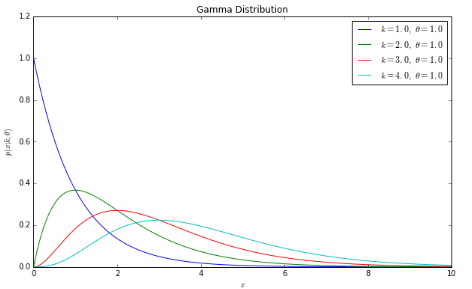 Gamma Distribution
1.2
1.0
0.8
0.6
0.4
0.2
0.0
p(x|k,θ)
k=1.0, θ=1.0
k=2.0, θ=1.0
k=3.0, θ=1.0
k=4.0, θ=1.0
0 2 4 6 8 10
x